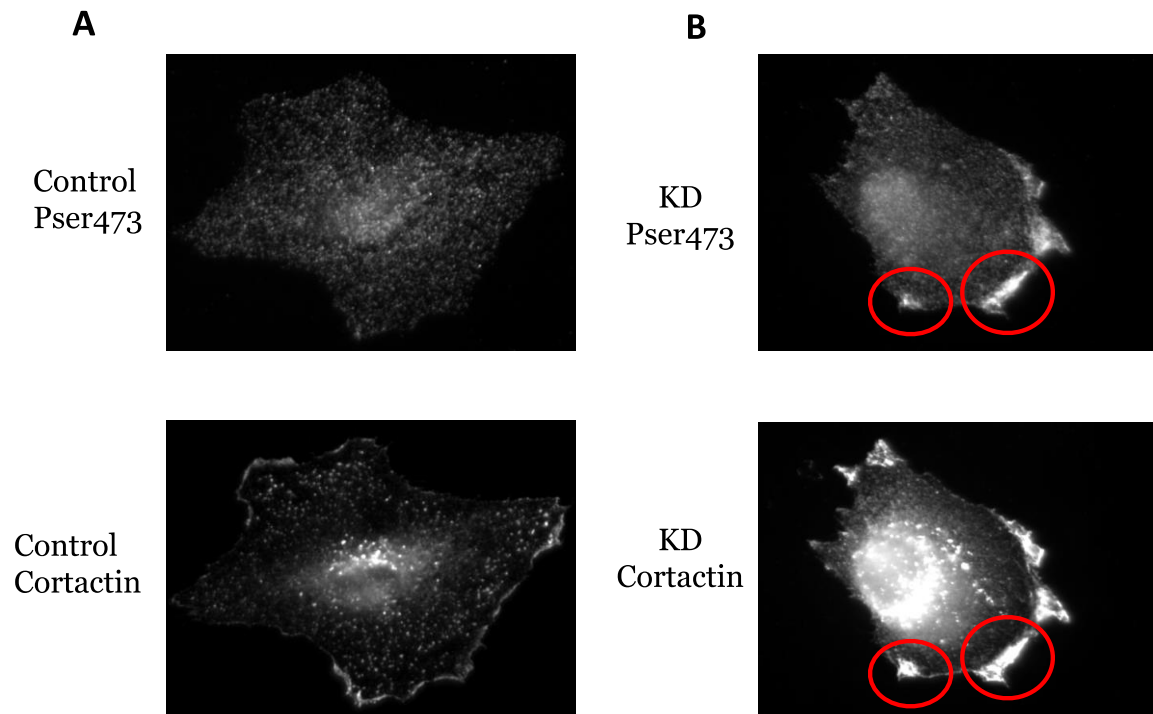 A
B
Control
Pser473
KD
Pser473
Control
Cortactin
KD
Cortactin